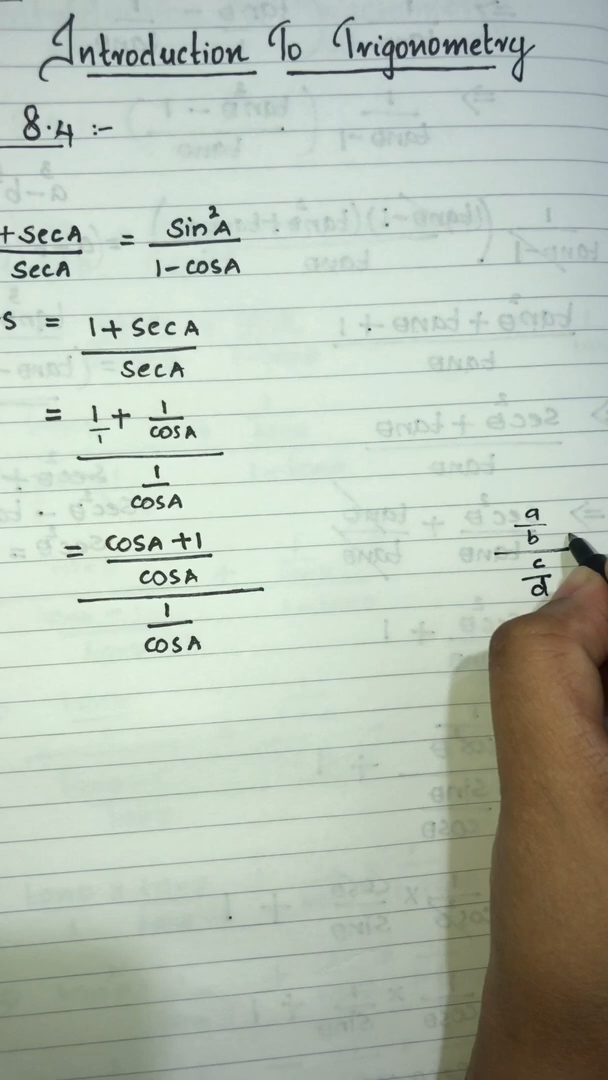 Introduction To Trigonometry
8.4 :-
+ secA / secA = Sin²A / 1 - cosA
S = 1 + secA / secA
= 1/1 + 1/cosA / 1/cosA
= cosA + 1 / cosA / 1/cosA
a/b / c/d